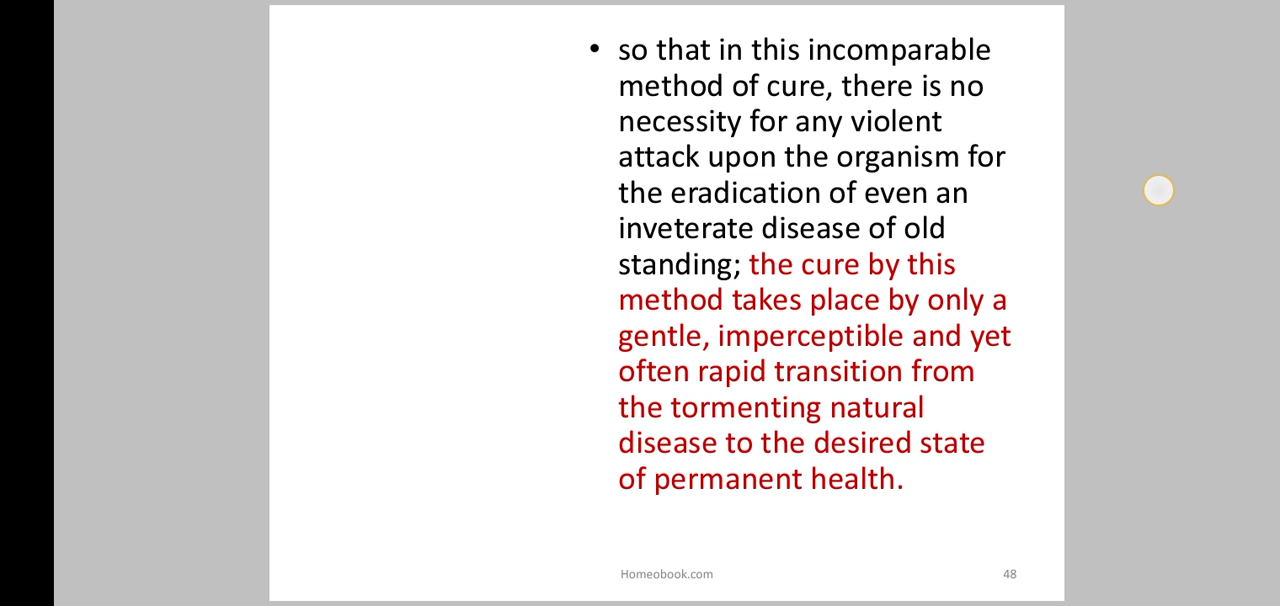 • so that in this incomparable
method of cure, there is no
necessity for any violent
attack upon the organism for
the eradication of even an
inveterate disease of old
standing; the cure by this
method takes place by only a
gentle, imperceptible and yet
often rapid transition from
the tormenting natural
disease to the desired state
of permanent health.
Homeobook.com
48